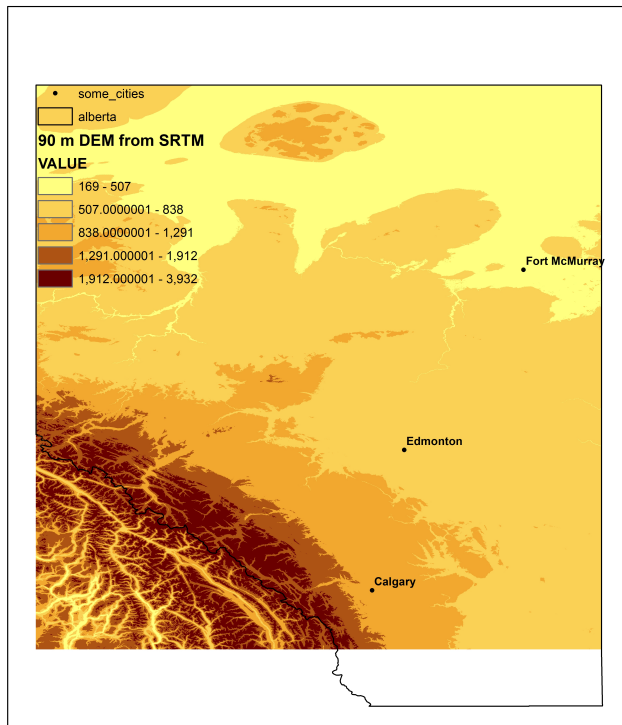 some_cities
alberta
90 m DEM from SRTM
VALUE
169 - 507
507.0000001 - 838
838.0000001 - 1,291
1,291.000001 - 1,912
1,912.000001 - 3,932
Fort McMurray
Edmonton
Calgary